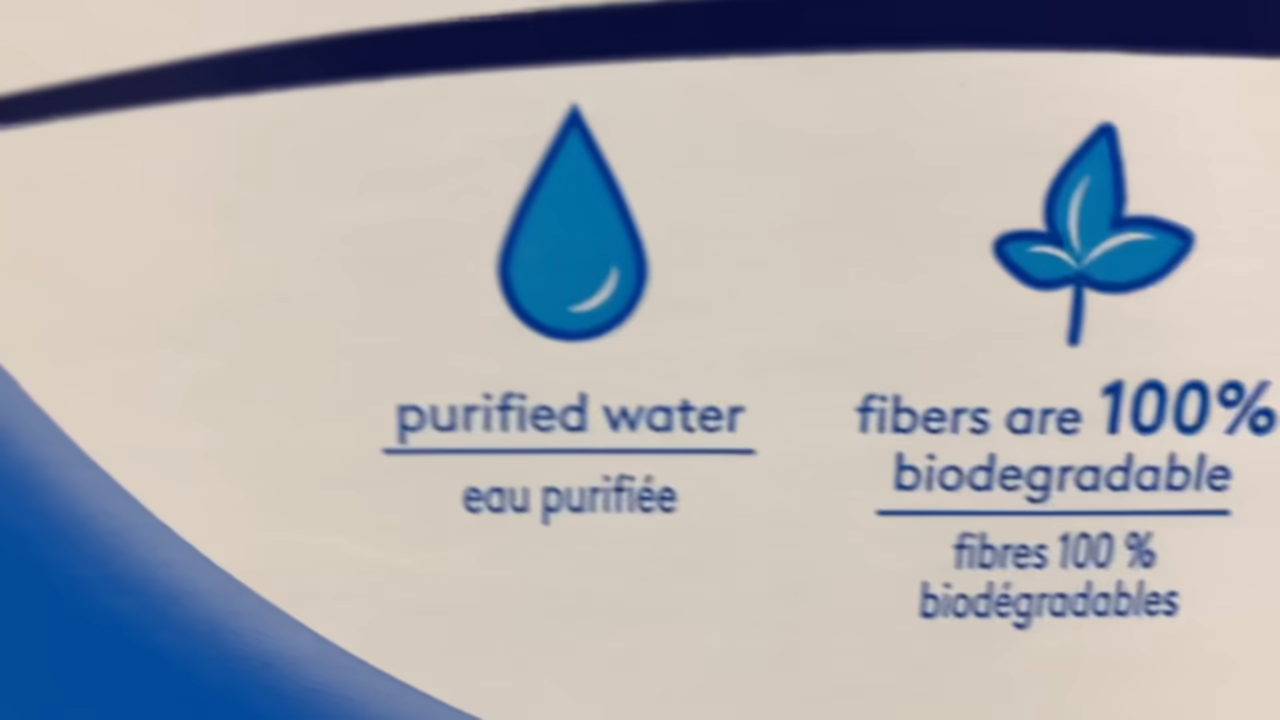 purified water
eau purifiée
fibers are 100%
biodegradable
fibres 100 %
biodégradables